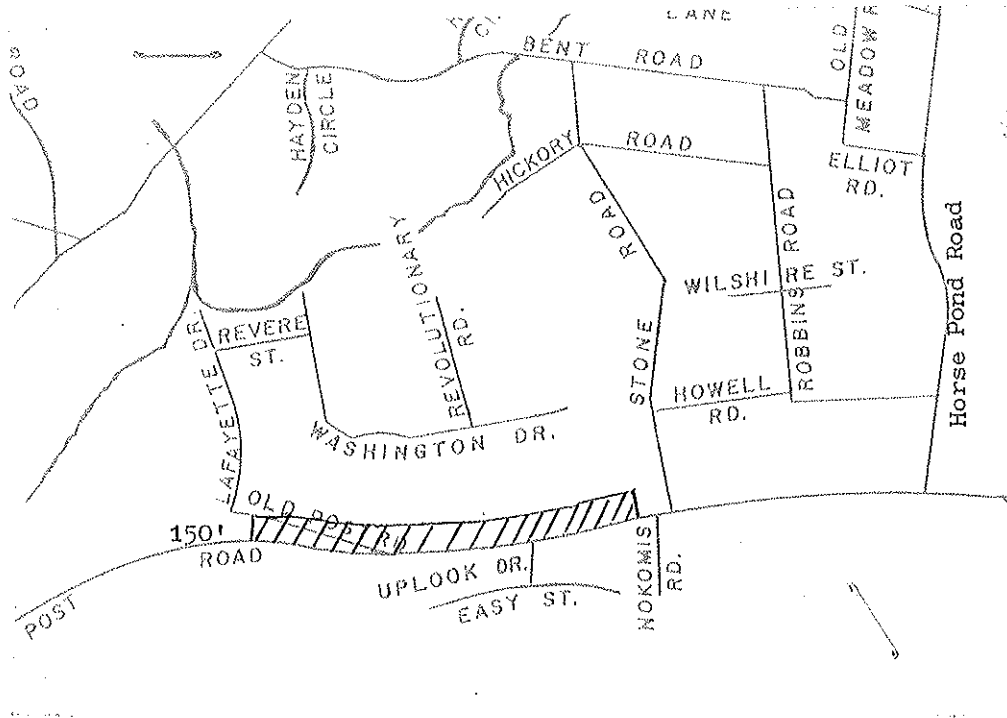 LANE
BENT ROAD
OLD
MEADOW
ROAD
HAYDEN
CIRCLE
HICKORY ROAD
ELLIOT
RD.
ROAD
STONE
REVOLUTIONARY
RD.
WILSHIRE ST.
ROBBINS ROAD
Horse Pond Road
LAFAYETTE DR.
REVERE
ST.
HOWELL
RD.
WASHINGTON DR.
OLD POS RD
150'
POST ROAD
UPLOOK DR.
EASY ST.
NOKOMIS
RD.